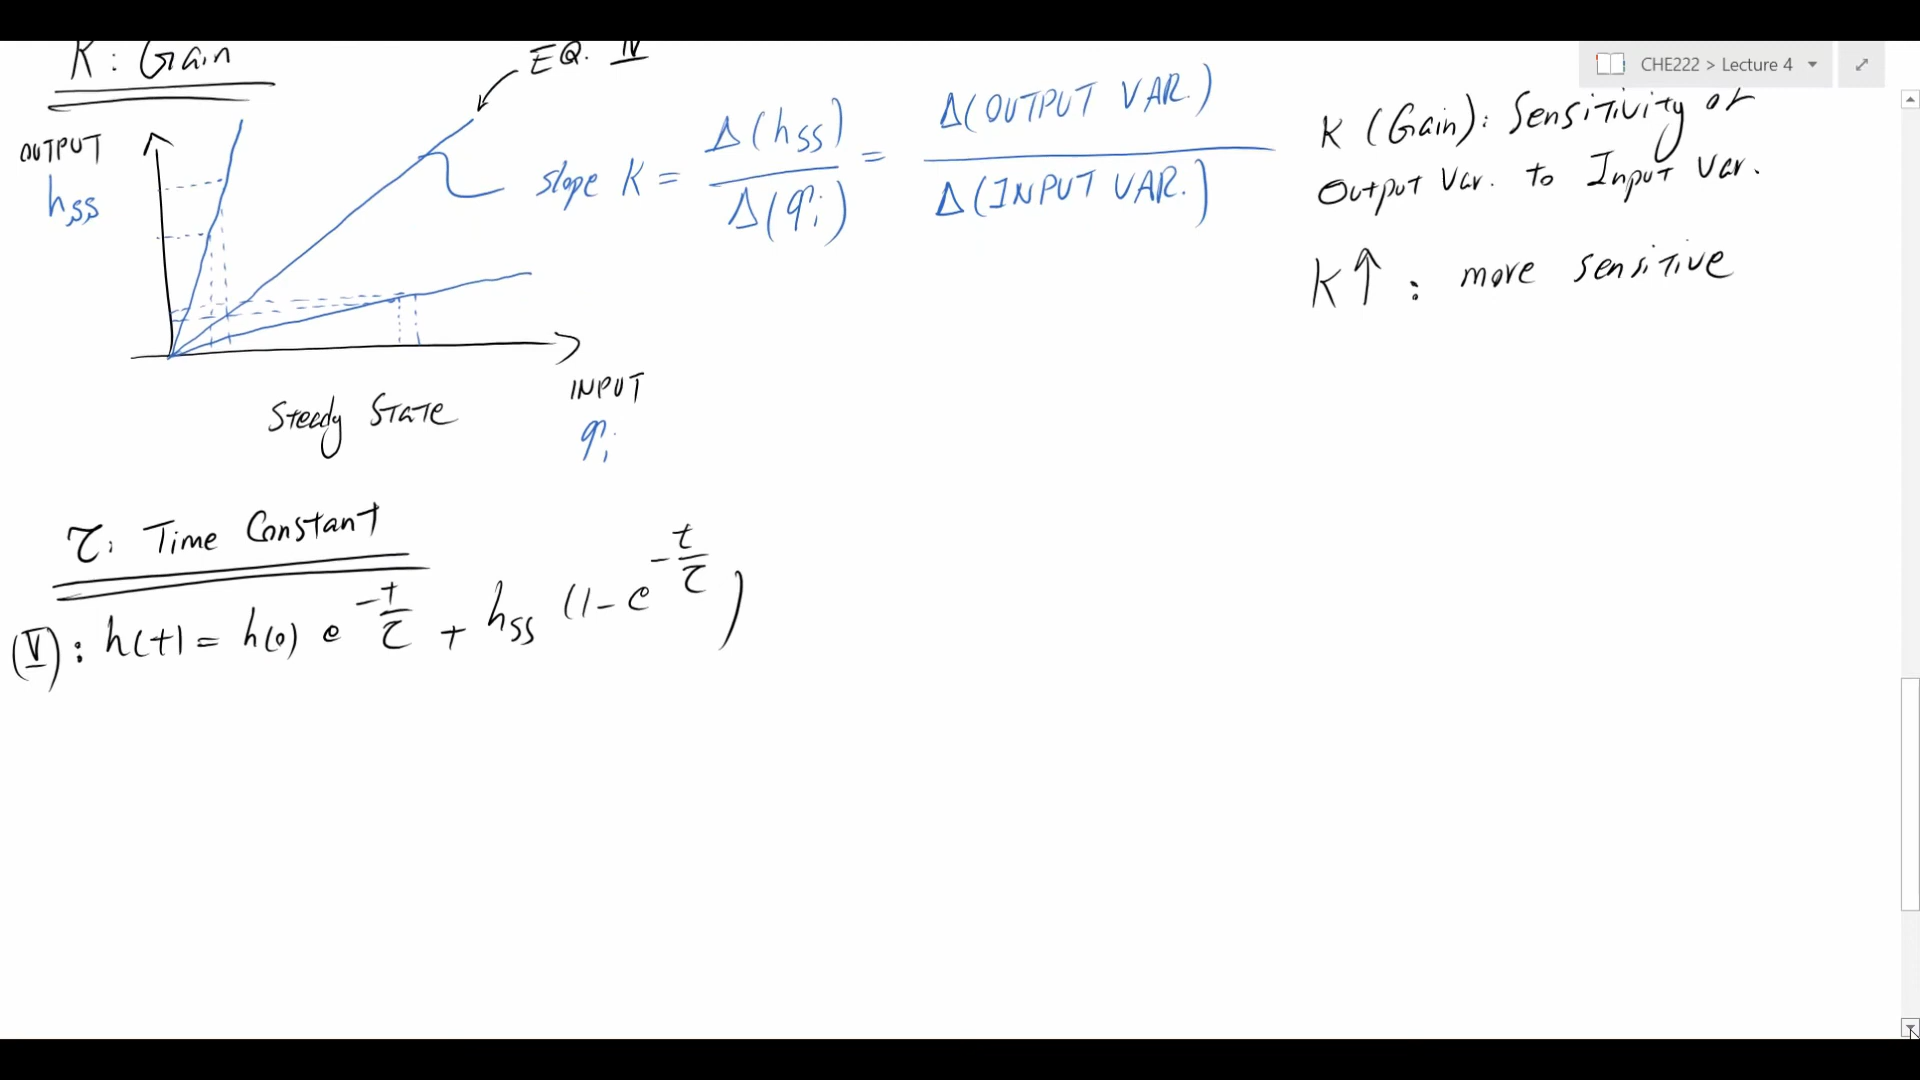 K : Gain
EQ. IV
CHE222 > Lecture 4
OUTPUT
hss
slope K = Δ(hss) / Δ(qi) = Δ(OUTPUT VAR.) / Δ(INPUT VAR.)
K (Gain): Sensitivity of
Output Var. to Input Var.
K↑ : more sensitive
INPUT
qi
Steady State
τ: Time Constant
(V): h(t) = h(0) e^(-t/τ) + hss (1 - e^(-t/τ))